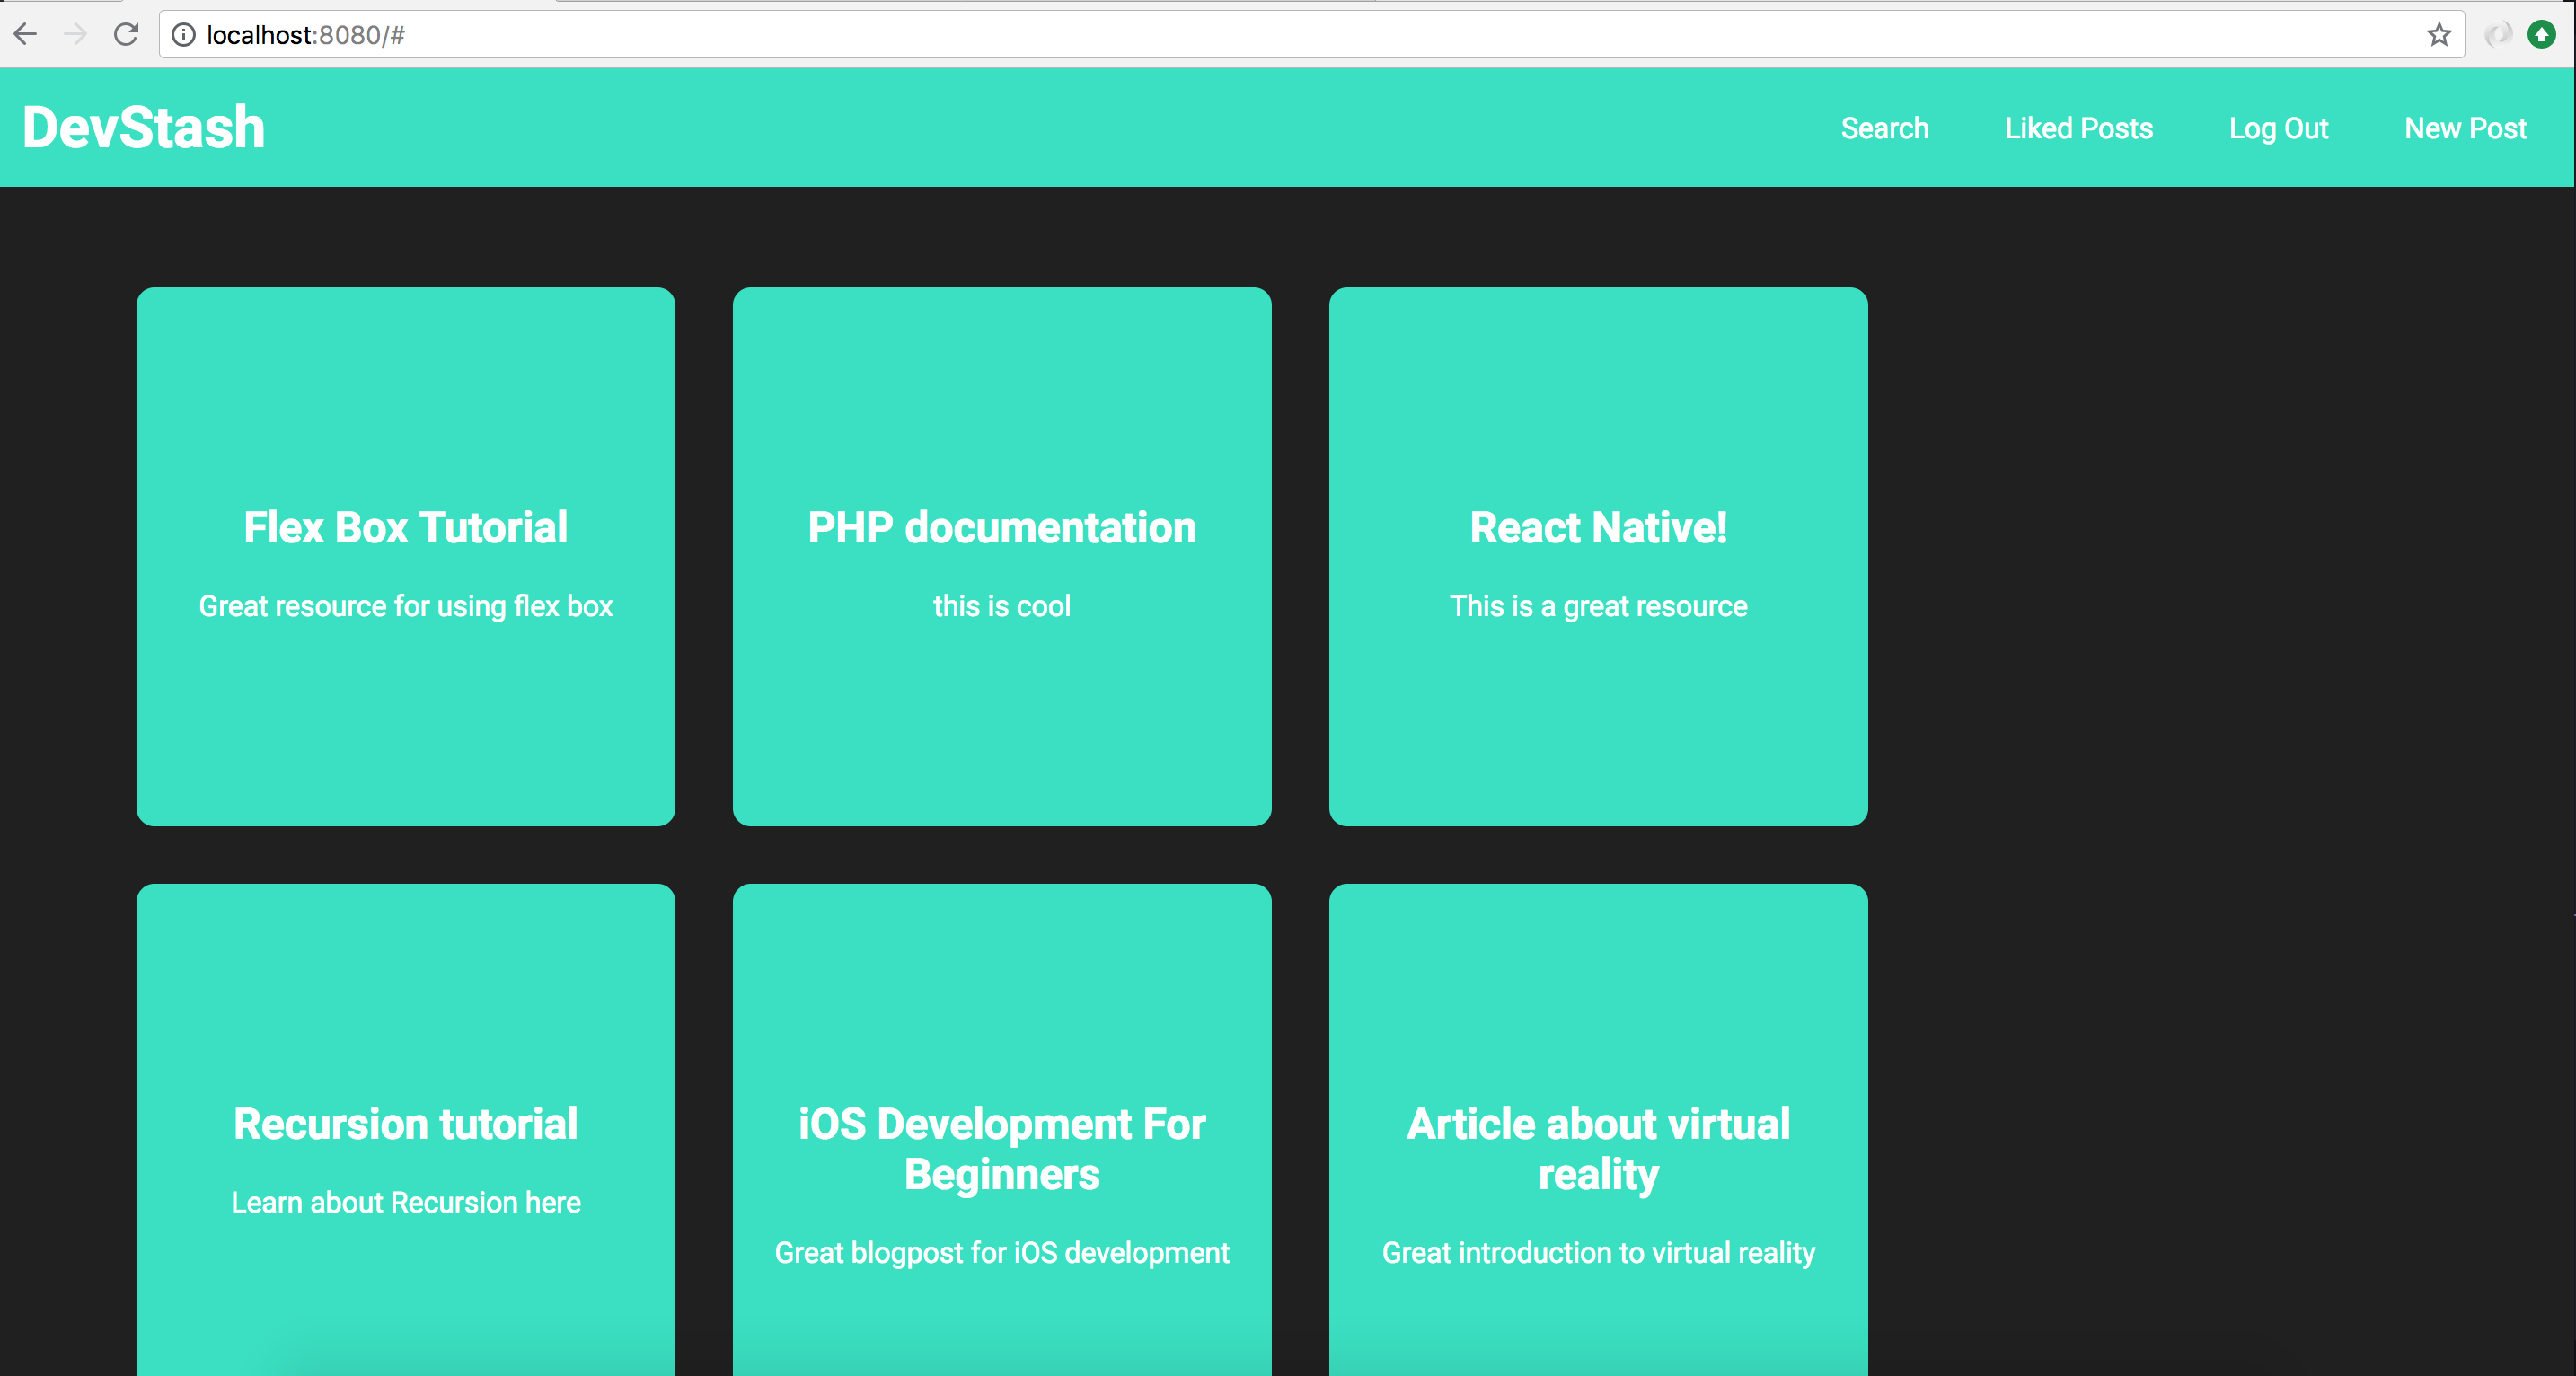 localhost:8080/#
DevStash
Search Liked Posts Log Out New Post
Flex Box Tutorial
Great resource for using flex box
PHP documentation
this is cool
React Native!
This is a great resource
Recursion tutorial
Learn about Recursion here
iOS Development For
Beginners
Great blogpost for iOS development
Article about virtual
reality
Great introduction to virtual reality